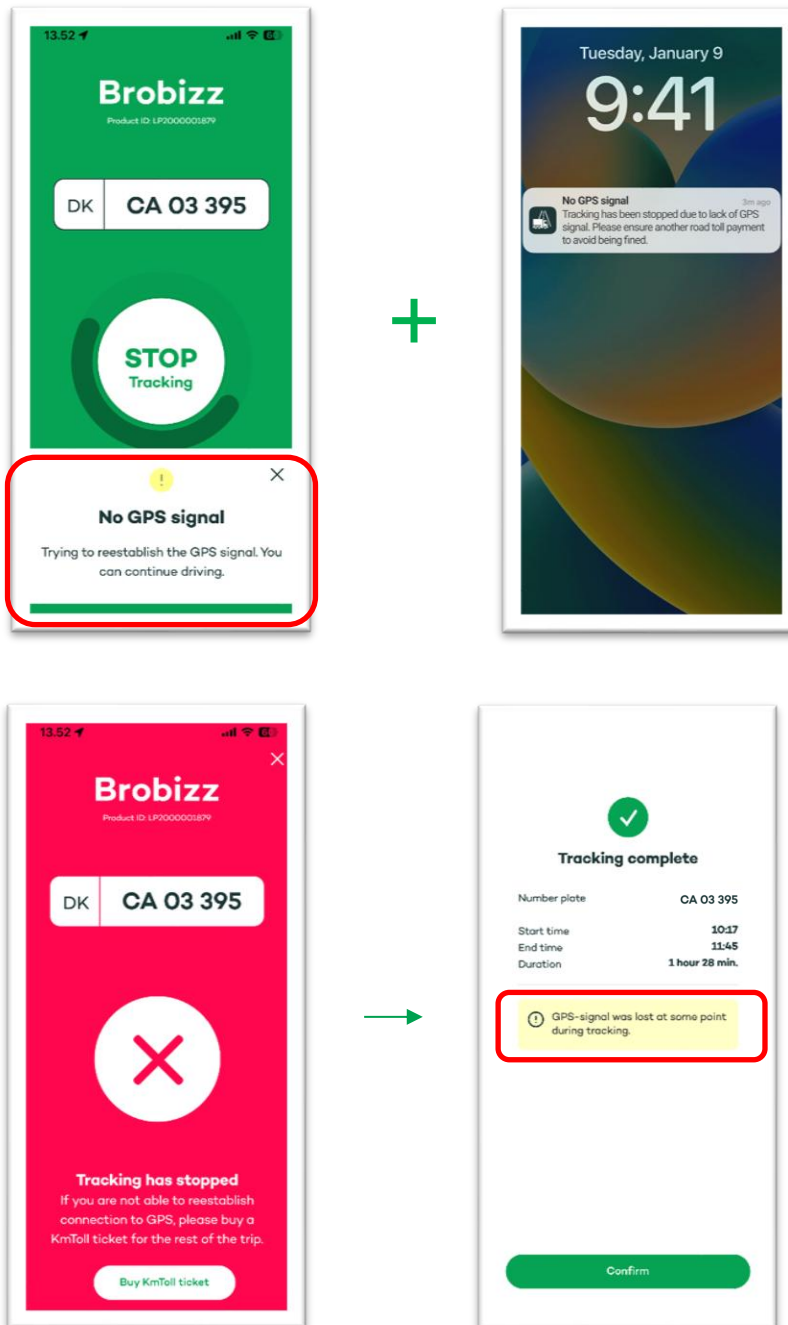 13.52
Brobizz
Product ID: LP2000001879
DK CA 03 395
STOP
Tracking
No GPS signal
Trying to reestablish the GPS signal. You
can continue driving.
+
Tuesday, January 9
9:41
No GPS signal 3m ago
Tracking has been stopped due to lack of GPS
signal. Please ensure another road toll payment
to avoid being fined.
13.52
Brobizz
Product ID: LP2000001879
DK CA 03 395
Tracking has stopped
If you are not able to reestablish
connection to GPS, please buy a
KmToll ticket for the rest of the trip.
Buy KmToll ticket
Tracking complete
Number plate CA 03 395
Start time 10:17
End time 11:45
Duration 1 hour 28 min.
GPS-signal was lost at some point
during tracking.
Confirm